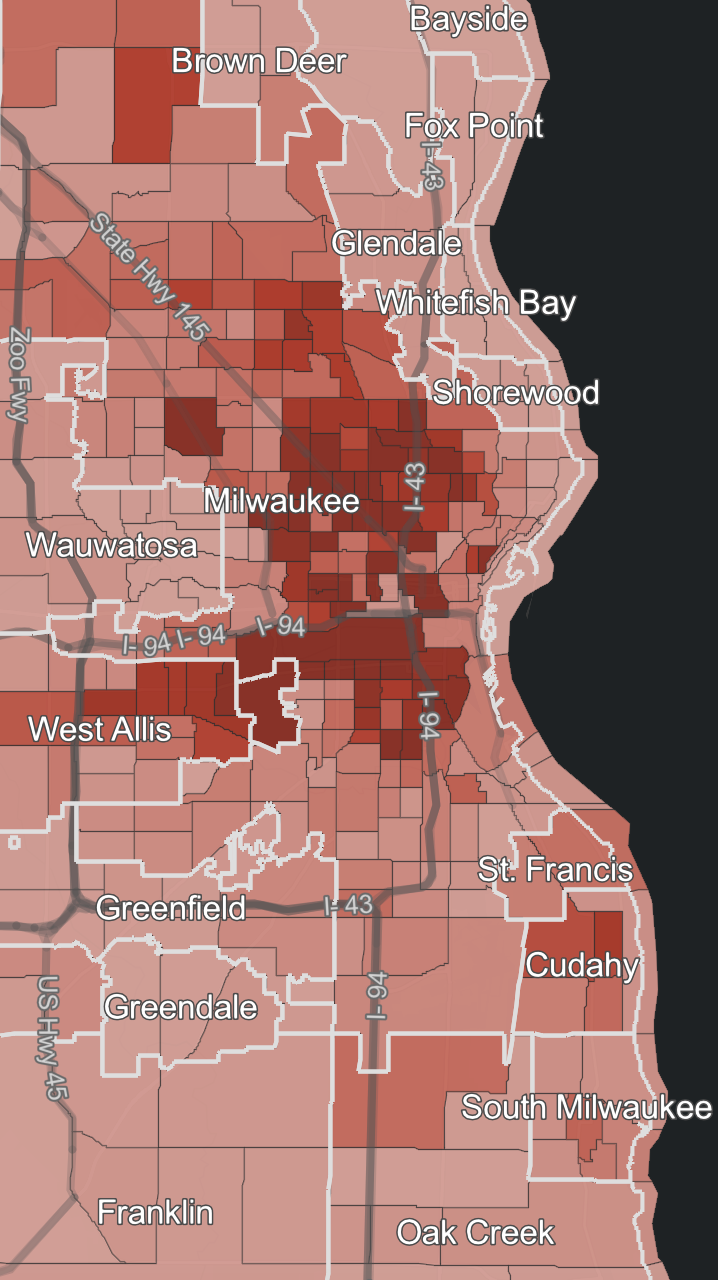 Bayside
Brown Deer
Fox Point
I-43
State Hwy 145
Glendale
Whitefish Bay
Zoo Fwy
Shorewood
I-43
Milwaukee
Wauwatosa
I-94 I-94 I-94
I-94
West Allis
St. Francis
Greenfield
I-43
Cudahy
I-94
Greendale
US Hwy 45
South Milwaukee
Franklin
Oak Creek